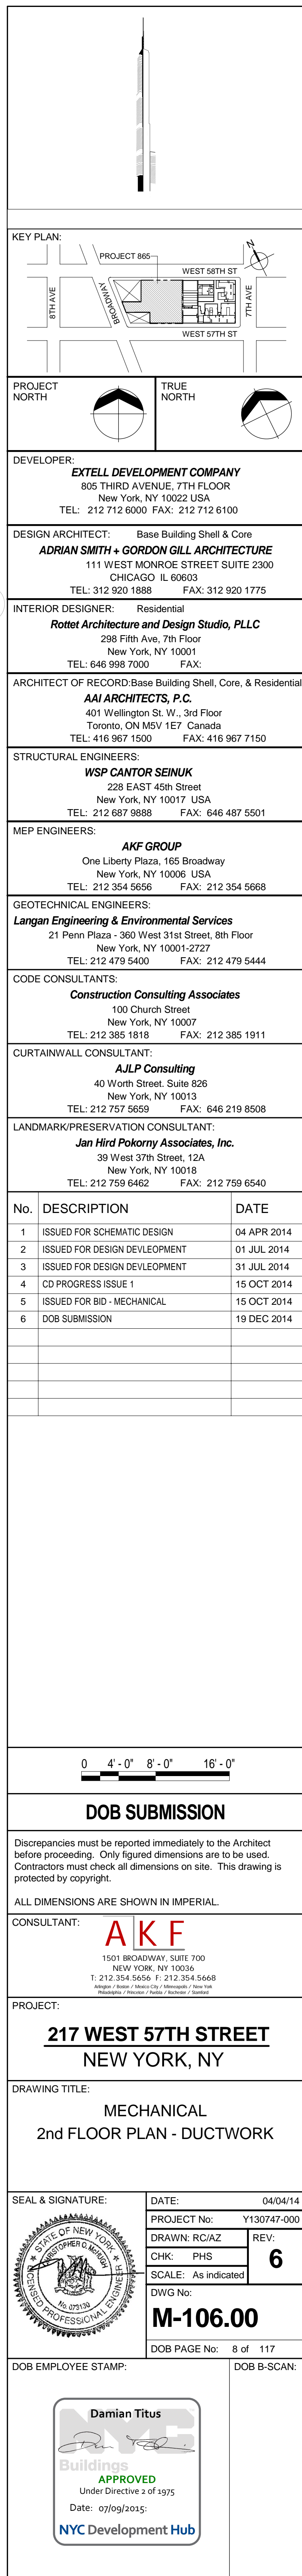 KEY PLAN:
N
PROJECT 865
WEST 58TH ST
8TH AVE
BROADWAY
7TH AVE
WEST 57TH ST
PROJECT
NORTH
TRUE
NORTH
DEVELOPER:
EXTELL DEVELOPMENT COMPANY
805 THIRD AVENUE, 7TH FLOOR
New York, NY 10022 USA
TEL: 212 712 6000 FAX: 212 712 6100
DESIGN ARCHITECT: Base Building Shell & Core
ADRIAN SMITH + GORDON GILL ARCHITECTURE
111 WEST MONROE STREET SUITE 2300
CHICAGO IL 60603
TEL: 312 920 1888 FAX: 312 920 1775
INTERIOR DESIGNER: Residential
Rottet Architecture and Design Studio, PLLC
298 Fifth Ave, 7th Floor
New York, NY 10001
TEL: 646 998 7000 FAX:
ARCHITECT OF RECORD:Base Building Shell, Core, & Residential
AAI ARCHITECTS, P.C.
401 Wellington St. W., 3rd Floor
Toronto, ON M5V 1E7 Canada
TEL: 416 967 1500 FAX: 416 967 7150
STRUCTURAL ENGINEERS:
WSP CANTOR SEINUK
228 EAST 45th Street
New York, NY 10017 USA
TEL: 212 687 9888 FAX: 646 487 5501
MEP ENGINEERS:
AKF GROUP
One Liberty Plaza, 165 Broadway
New York, NY 10006 USA
TEL: 212 354 5656 FAX: 212 354 5668
GEOTECHNICAL ENGINEERS:
Langan Engineering & Environmental Services
21 Penn Plaza - 360 West 31st Street, 8th Floor
New York, NY 10001-2727
TEL: 212 479 5400 FAX: 212 479 5444
CODE CONSULTANTS:
Construction Consulting Associates
100 Church Street
New York, NY 10007
TEL: 212 385 1818 FAX: 212 385 1911
CURTAINWALL CONSULTANT:
AJLP Consulting
40 Worth Street. Suite 826
New York, NY 10013
TEL: 212 757 5659 FAX: 646 219 8508
LANDMARK/PRESERVATION CONSULTANT:
Jan Hird Pokorny Associates, Inc.
39 West 37th Street, 12A
New York, NY 10018
TEL: 212 759 6462 FAX: 212 759 6540
No. DESCRIPTION DATE
1 ISSUED FOR SCHEMATIC DESIGN 04 APR 2014
2 ISSUED FOR DESIGN DEVLEOPMENT 01 JUL 2014
3 ISSUED FOR DESIGN DEVLEOPMENT 31 JUL 2014
4 CD PROGRESS ISSUE 1 15 OCT 2014
5 ISSUED FOR BID - MECHANICAL 15 OCT 2014
6 DOB SUBMISSION 19 DEC 2014
0 4' - 0" 8' - 0" 16' - 0"
DOB SUBMISSION
Discrepancies must be reported immediately to the Architect
before proceeding. Only figured dimensions are to be used.
Contractors must check all dimensions on site. This drawing is
protected by copyright.
ALL DIMENSIONS ARE SHOWN IN IMPERIAL.
CONSULTANT:
AKF
1501 BROADWAY, SUITE 700
NEW YORK, NY 10036
T: 212.354.5656 F: 212.354.5668
Arlington / Boston / Mexico City / Minneapolis / New York
Philadelphia / Princeton / Puebla / Rochester / Stamford
PROJECT:
217 WEST 57TH STREET
NEW YORK, NY
DRAWING TITLE:
MECHANICAL
2nd FLOOR PLAN - DUCTWORK
SEAL & SIGNATURE:
STATE OF NEW YORK
No. 073130
LICENSED PROFESSIONAL ENGINEER
DATE: 04/04/14
PROJECT No: Y130747-000
DRAWN: RC/AZ
CHK: PHS
SCALE: As indicated
REV:
6
DWG No:
M-106.00
DOB PAGE No: 8 of 117
DOB EMPLOYEE STAMP:
DOB B-SCAN:
Damian Titus
NYC
Buildings
APPROVED
Under Directive 2 of 1975
Date: 07/09/2015:
NYC Development Hub